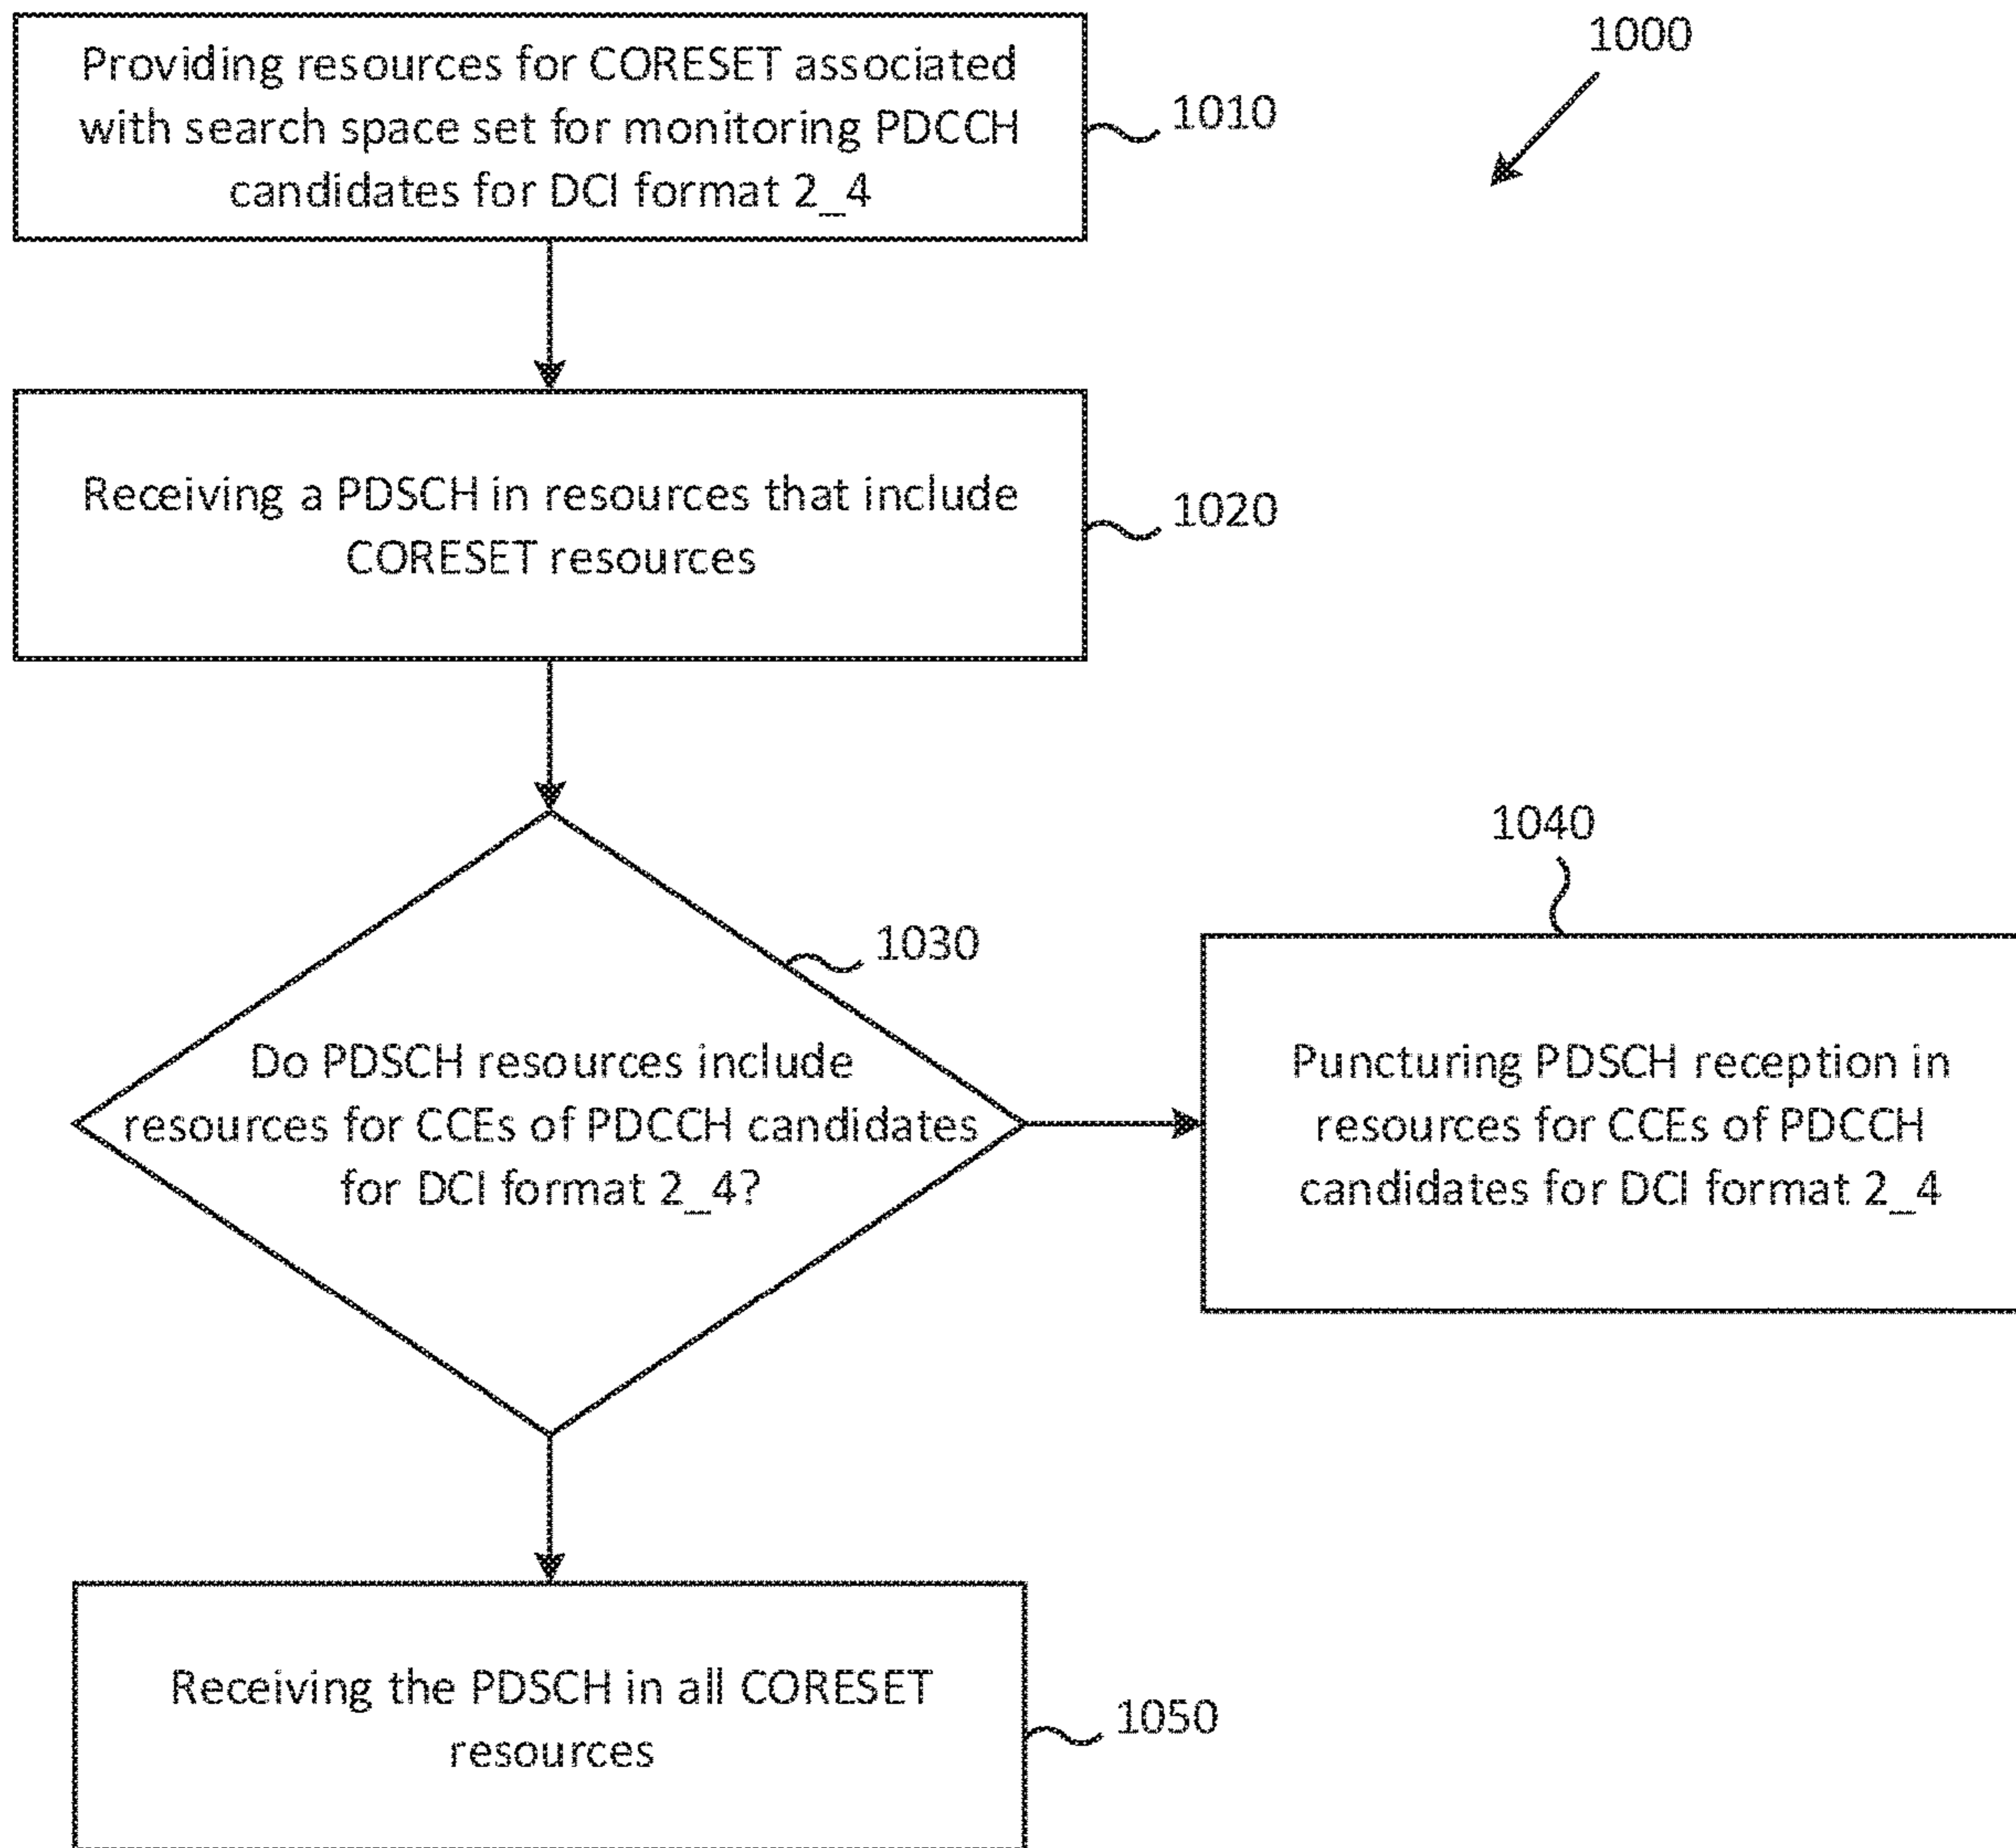 1000
Providing resources for CORESET associated
with search space set for monitoring PDCCH
candidates for DCI format 2_4
1010
Receiving a PDSCH in resources that include
CORESET resources
1020
1030
Do PDSCH resources include
resources for CCEs of PDCCH candidates
for DCI format 2_4?
1040
Puncturing PDSCH reception in
resources for CCEs of PDCCH
candidates for DCI format 2_4
Receiving the PDSCH in all CORESET
resources
1050